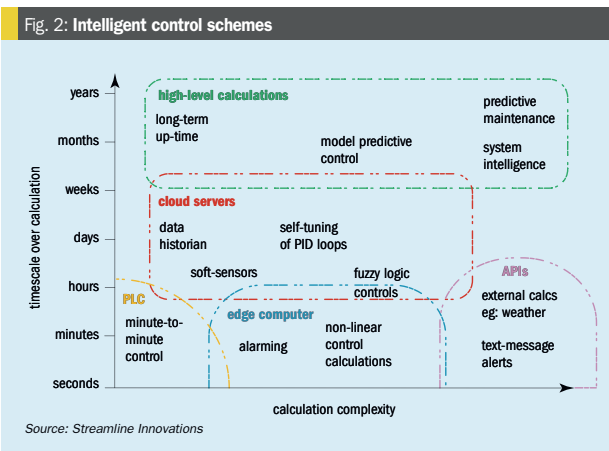 Fig. 2: Intelligent control schemes
years
months
weeks
days
hours
minutes
seconds
timescale over calculation
high-level calculations
long-term
up-time
model predictive
control
predictive
maintenance
system
intelligence
cloud servers
data
historian
self-tuning
of PID loops
soft-sensors
fuzzy logic
controls
PLC
minute-to-
minute
control
edge computer
alarming
non-linear
control
calculations
APIs
external calcs
eg: weather
text-message
alerts
calculation complexity
Source: Streamline Innovations